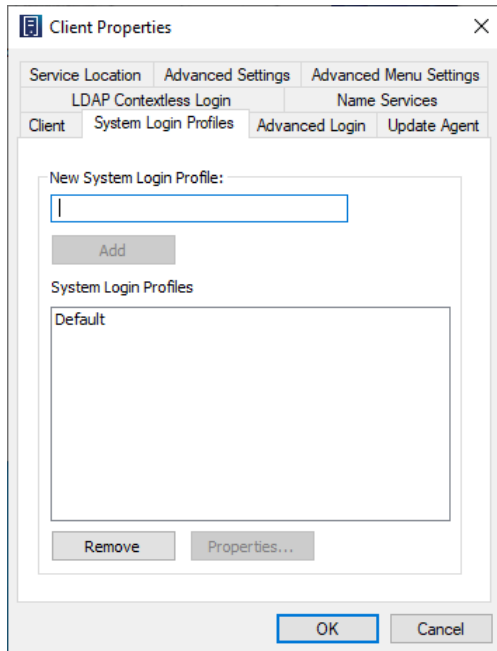 Client Properties
Service Location
Advanced Settings
Advanced Menu Settings
LDAP Contextless Login
Name Services
Client
System Login Profiles
Advanced Login
Update Agent
New System Login Profile:
Add
System Login Profiles
Default
Remove
Properties...
OK
Cancel